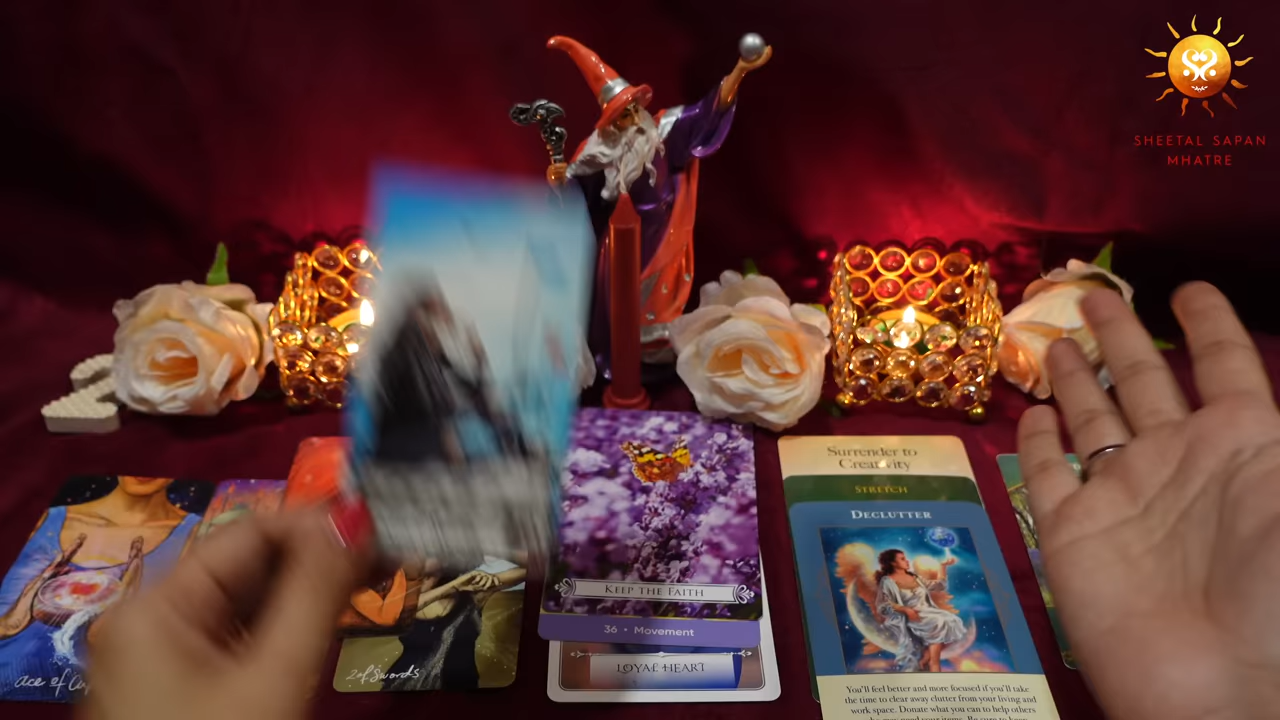 SHEETAL SAPAN
MHATRE
Surrender to
Creativity
STRETCH
DECLUTTER
KEEP THE FAITH
36 • Movement
LOYAL HEART
Ace of Cu
2 of Swords
You'll feel better and more focused if you'll take
the time to clear away clutter from your living and
work space. Donate what you can to help others